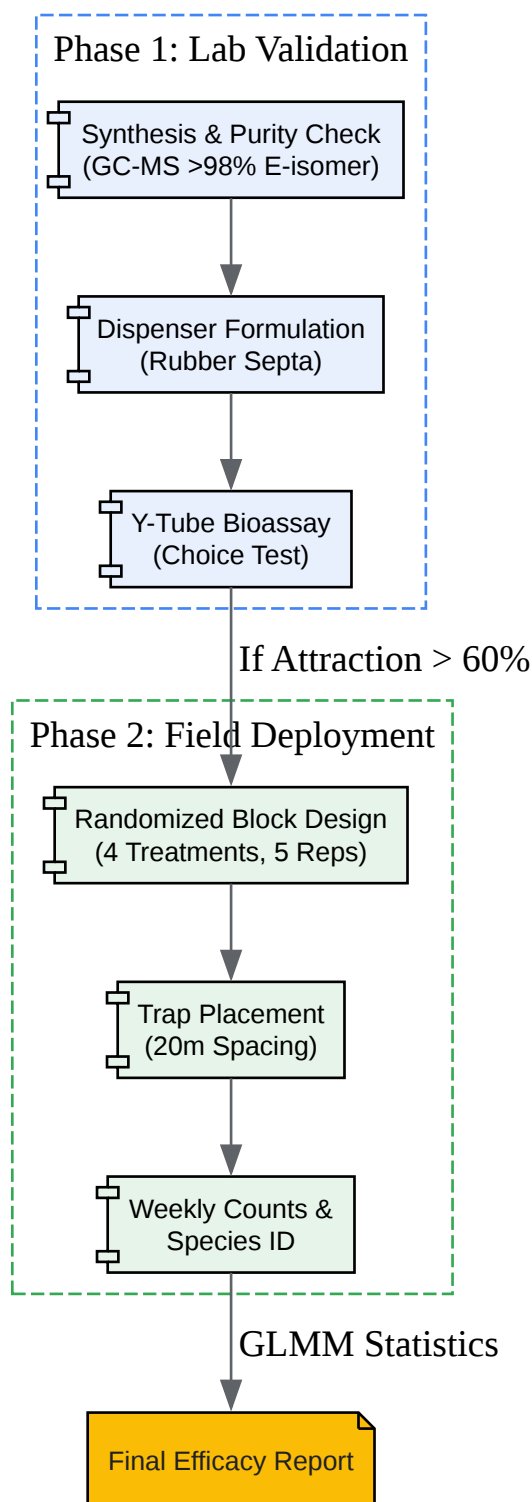 Phase 1: Lab Validation
Synthesis & Purity Check
(GC-MS >98% E-isomer)
Dispenser Formulation
(Rubber Septa)
Y-Tube Bioassay
(Choice Test)
If Attraction > 60%
Phase 2: Field Deployment
Randomized Block Design
(4 Treatments, 5 Reps)
Trap Placement
(20m Spacing)
Weekly Counts &
Species ID
GLMM Statistics
Final Efficacy Report